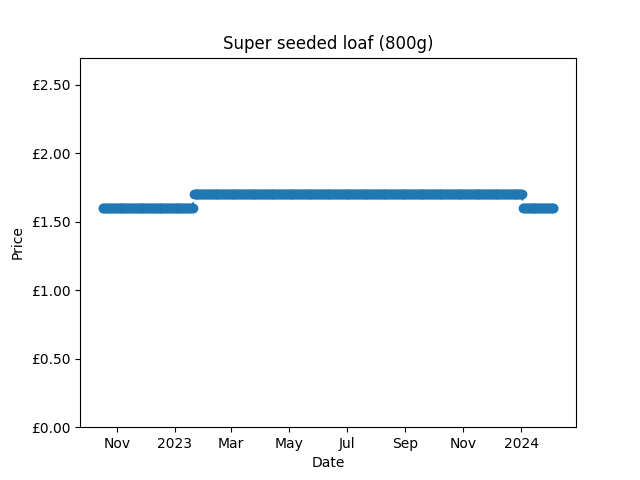 Super seeded loaf (800g)
£2.50
£2.00
£1.50
£1.00
£0.50
£0.00
Price
Nov 2023 Mar May Jul Sep Nov 2024
Date